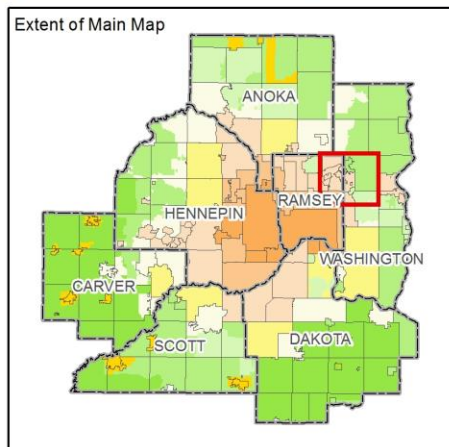 Extent of Main Map
ANOKA
HENNEPIN
RAMSEY
WASHINGTON
CARVER
SCOTT
DAKOTA